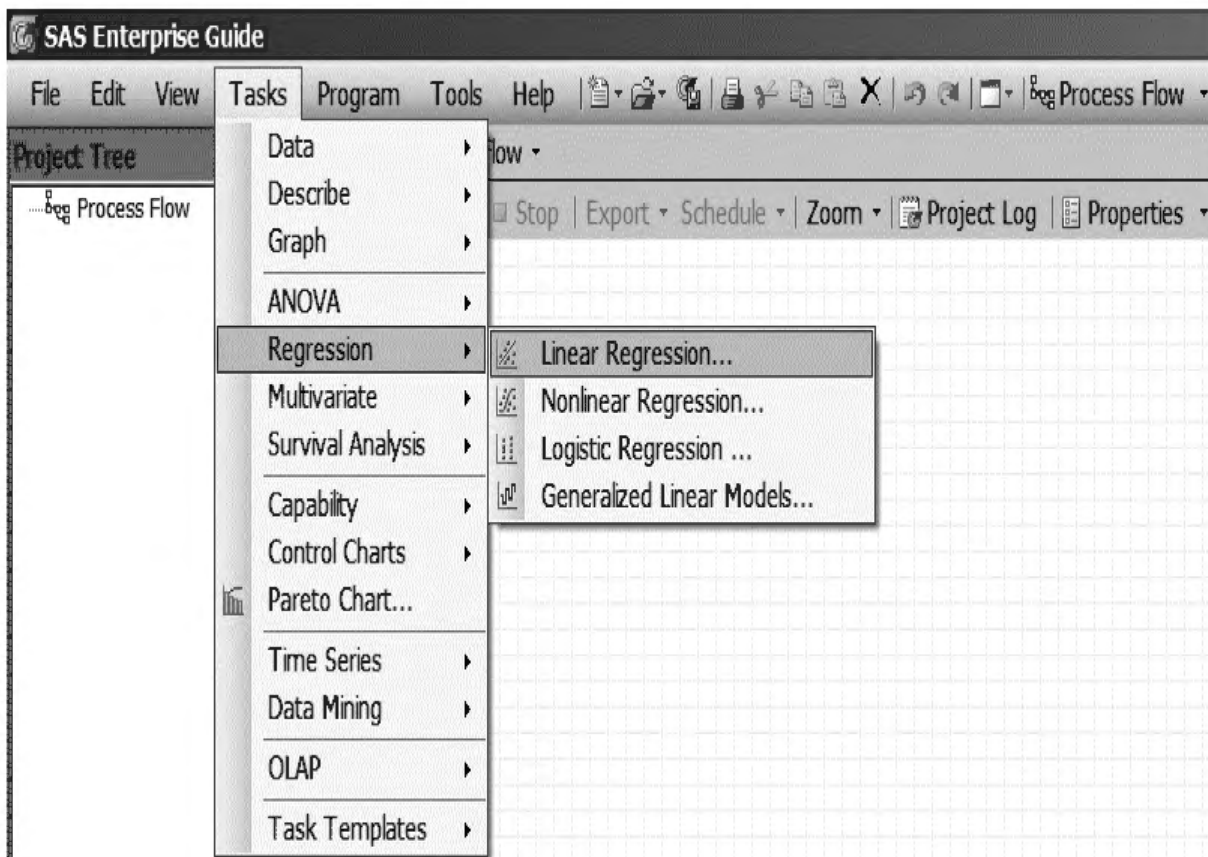 SAS Enterprise Guide
File Edit View Tasks Program Tools Help Process Flow
Project Tree
Process Flow
Data
Describe
Graph
ANOVA
Regression
Multivariate
Survival Analysis
Capability
Control Charts
Pareto Chart...
Time Series
Data Mining
OLAP
Task Templates
low
Stop Export Schedule Zoom Project Log Properties
Linear Regression...
Nonlinear Regression...
Logistic Regression ...
Generalized Linear Models...